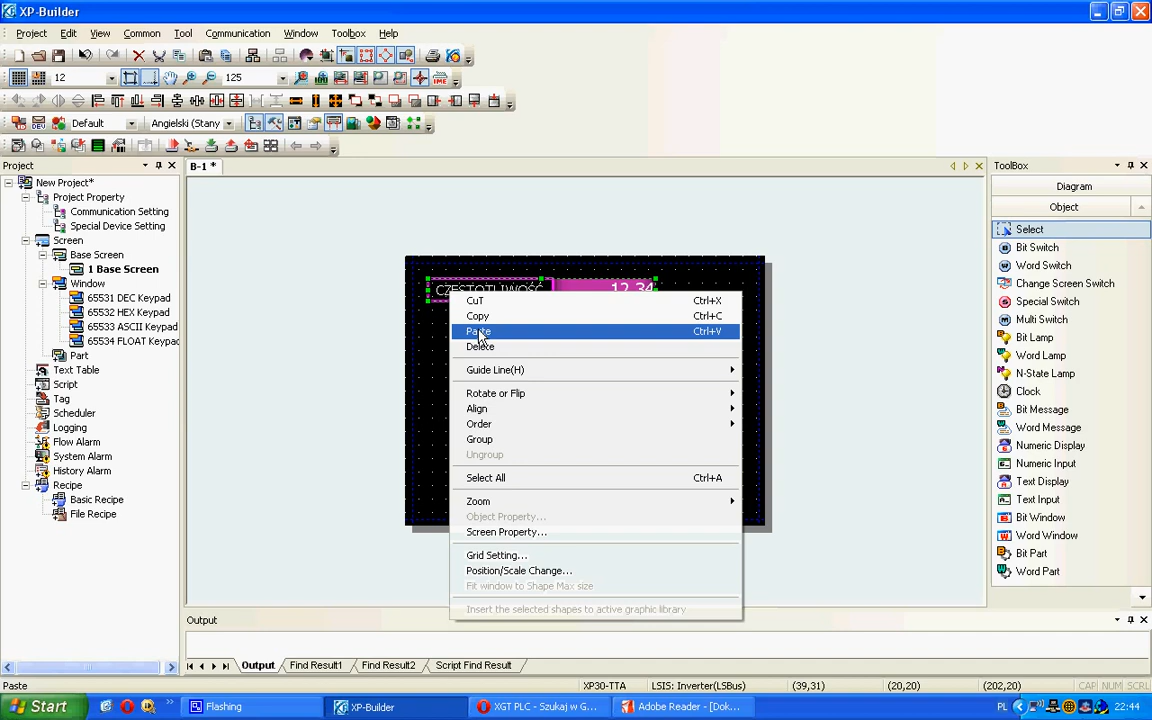 XP-Builder
Project Edit View Common Tool Communication Window Toolbox Help
12 125
Default Angielski (Stany
Project
B-1 *
ToolBox
New Project*
Project Property
Communication Setting
Special Device Setting
Screen
Base Screen
1 Base Screen
Window
65531 DEC Keypad
65532 HEX Keypad
65533 ASCII Keypad
65534 FLOAT Keypad
Part
Text Table
Script
Tag
Scheduler
Logging
Flow Alarm
System Alarm
History Alarm
Recipe
Basic Recipe
File Recipe
CZĘSTOTLIWOŚĆ 12.34
CuT Ctrl+X
Copy Ctrl+C
Paste Ctrl+V
Delete
Guide Line(H)
Rotate or Flip
Align
Order
Group
Ungroup
Select All Ctrl+A
Zoom
Object Property...
Screen Property...
Grid Setting...
Position/Scale Change...
Fit window to Shape Max size
Insert the selected shapes to active graphic library
Diagram
Object
Select
Bit Switch
Word Switch
Change Screen Switch
Special Switch
Multi Switch
Bit Lamp
Word Lamp
N-State Lamp
Clock
Bit Message
Word Message
Numeric Display
Numeric Input
Text Display
Text Input
Bit Window
Word Window
Bit Part
Word Part
Output
Output Find Result1 Find Result2 Script Find Result
Paste XP30-TTA LSIS: Inverter(LSBus) (39,31) (20,20) (202,20) CAP NUM SCRL
Start Flashing XP-Builder XGT PLC - Szukaj w G... Adobe Reader - [Dok... PL 22:44